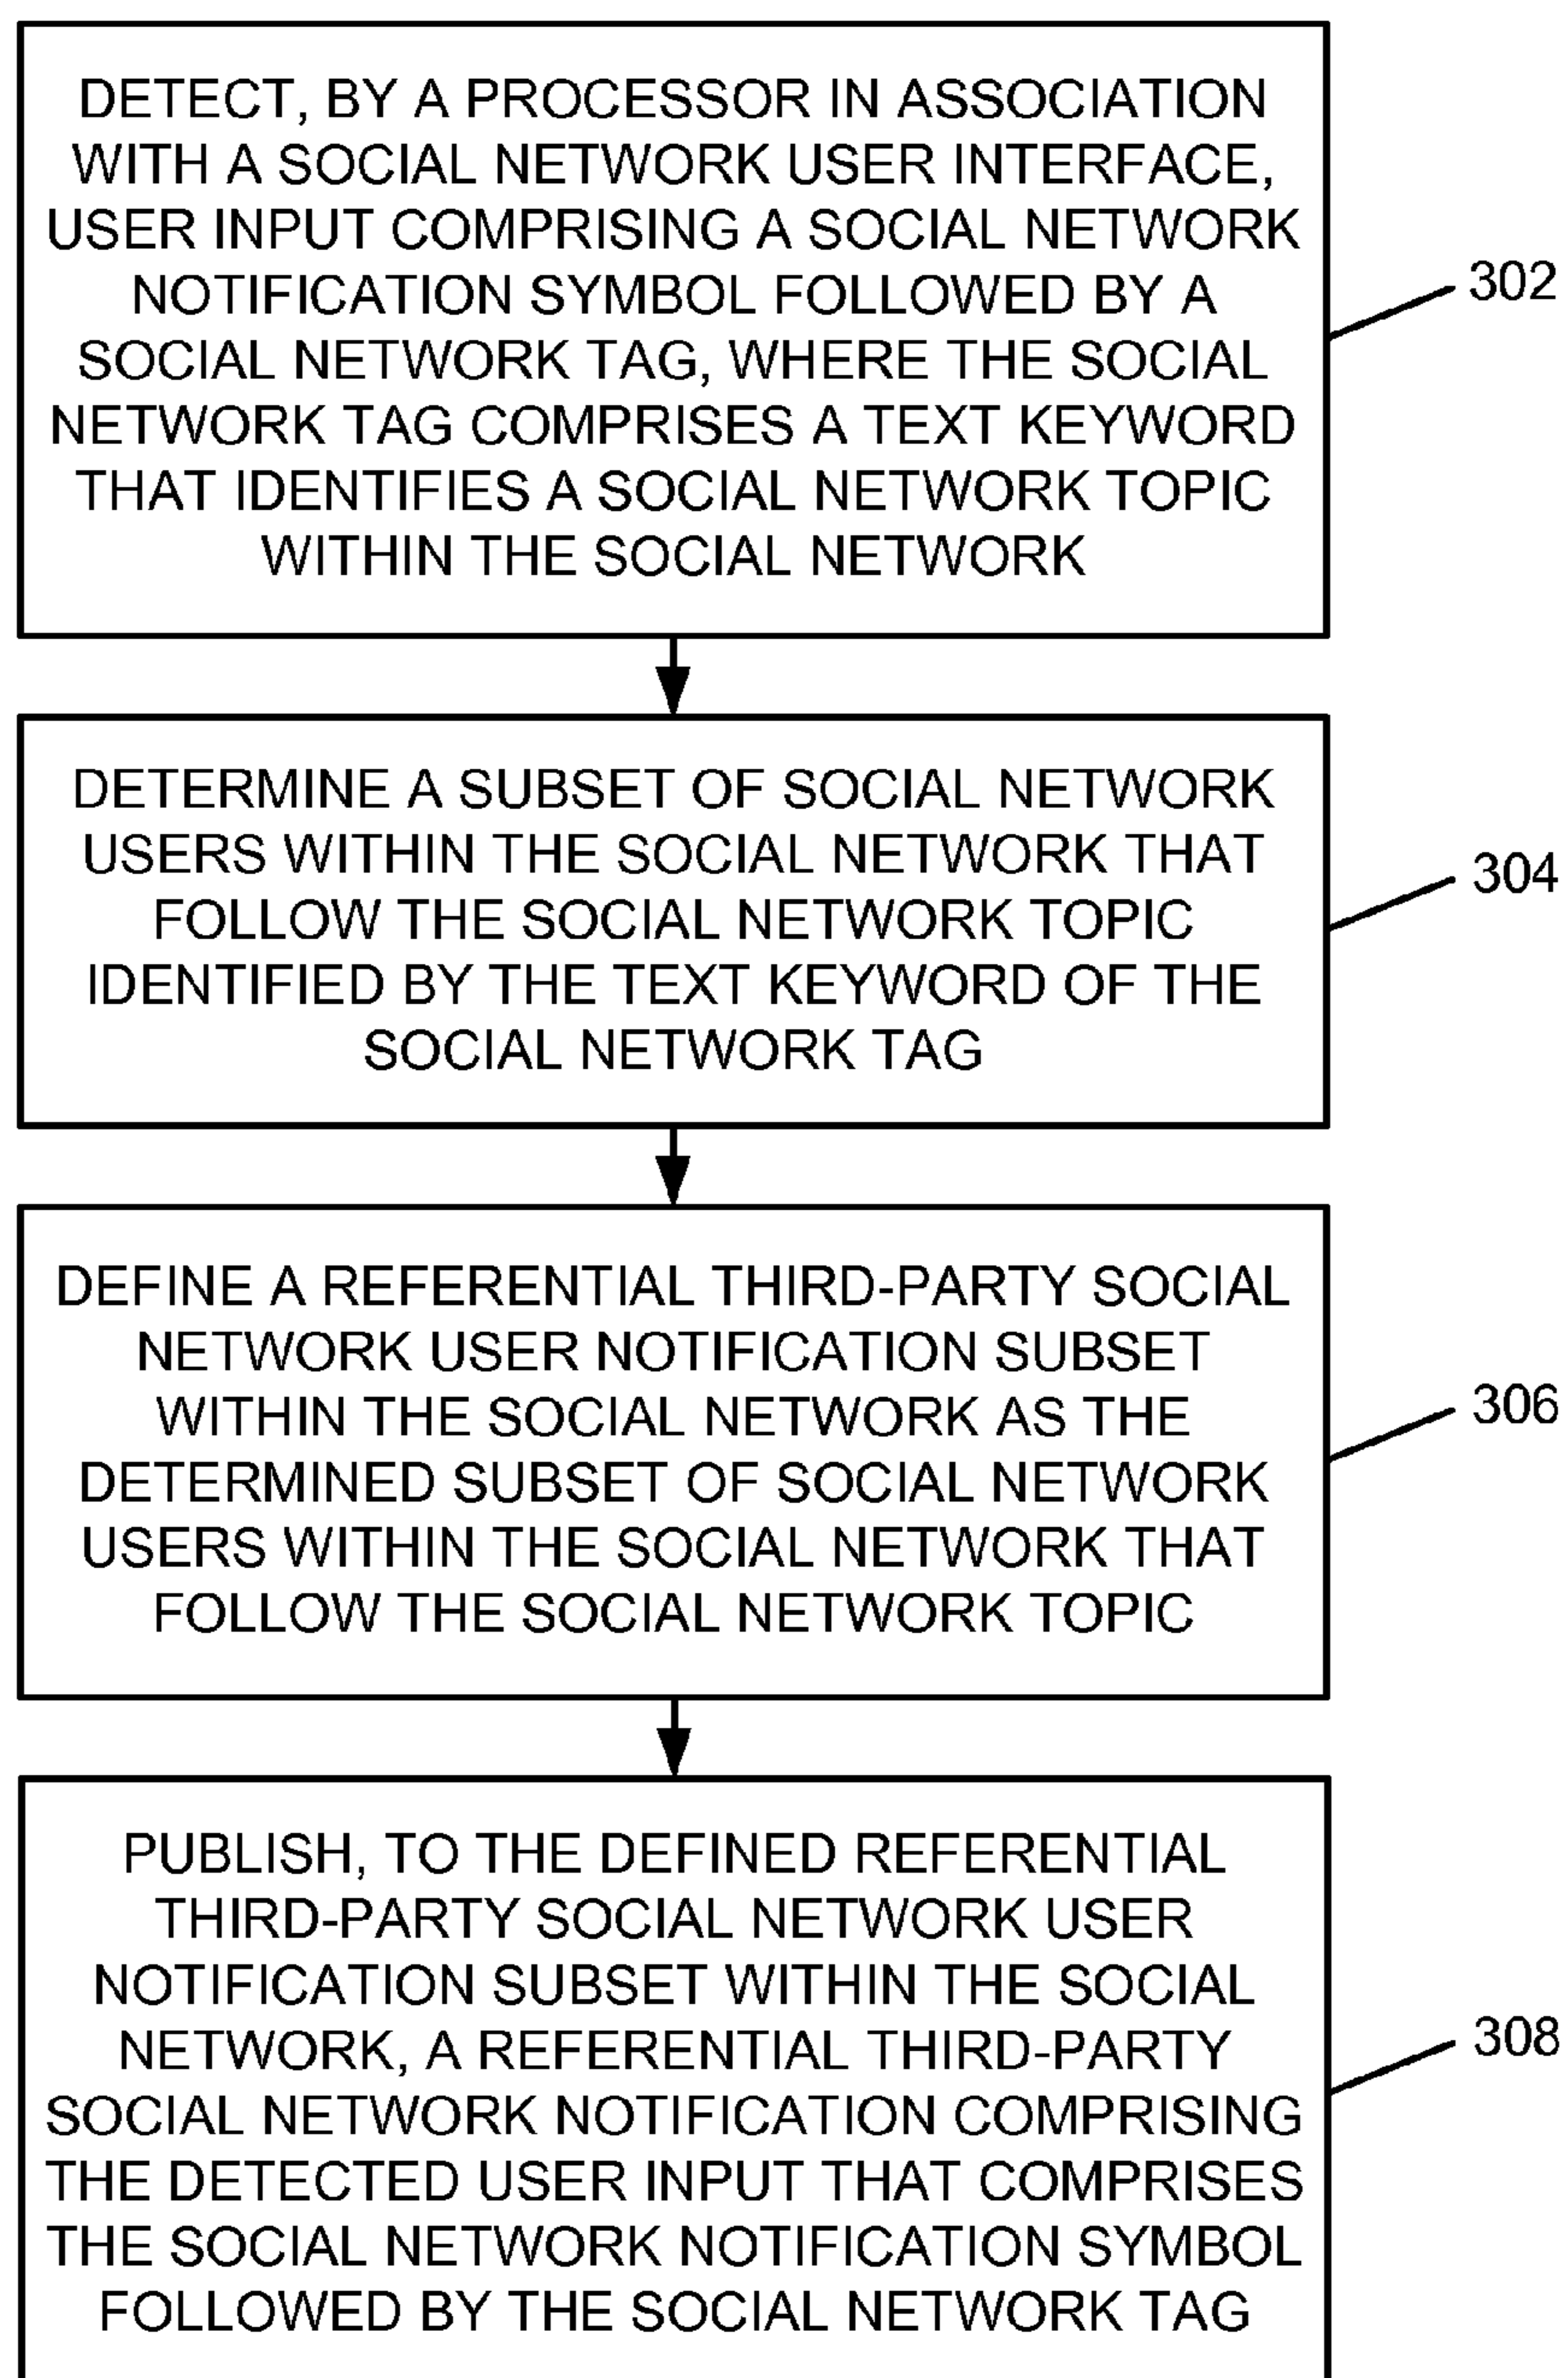 DETECT, BY A PROCESSOR IN ASSOCIATION
WITH A SOCIAL NETWORK USER INTERFACE,
USER INPUT COMPRISING A SOCIAL NETWORK
NOTIFICATION SYMBOL FOLLOWED BY A
SOCIAL NETWORK TAG, WHERE THE SOCIAL
NETWORK TAG COMPRISES A TEXT KEYWORD
THAT IDENTIFIES A SOCIAL NETWORK TOPIC
WITHIN THE SOCIAL NETWORK
302
DETERMINE A SUBSET OF SOCIAL NETWORK
USERS WITHIN THE SOCIAL NETWORK THAT
FOLLOW THE SOCIAL NETWORK TOPIC
IDENTIFIED BY THE TEXT KEYWORD OF THE
SOCIAL NETWORK TAG
304
DEFINE A REFERENTIAL THIRD-PARTY SOCIAL
NETWORK USER NOTIFICATION SUBSET
WITHIN THE SOCIAL NETWORK AS THE
DETERMINED SUBSET OF SOCIAL NETWORK
USERS WITHIN THE SOCIAL NETWORK THAT
FOLLOW THE SOCIAL NETWORK TOPIC
306
PUBLISH, TO THE DEFINED REFERENTIAL
THIRD-PARTY SOCIAL NETWORK USER
NOTIFICATION SUBSET WITHIN THE SOCIAL
NETWORK, A REFERENTIAL THIRD-PARTY
SOCIAL NETWORK NOTIFICATION COMPRISING
THE DETECTED USER INPUT THAT COMPRISES
THE SOCIAL NETWORK NOTIFICATION SYMBOL
FOLLOWED BY THE SOCIAL NETWORK TAG
308